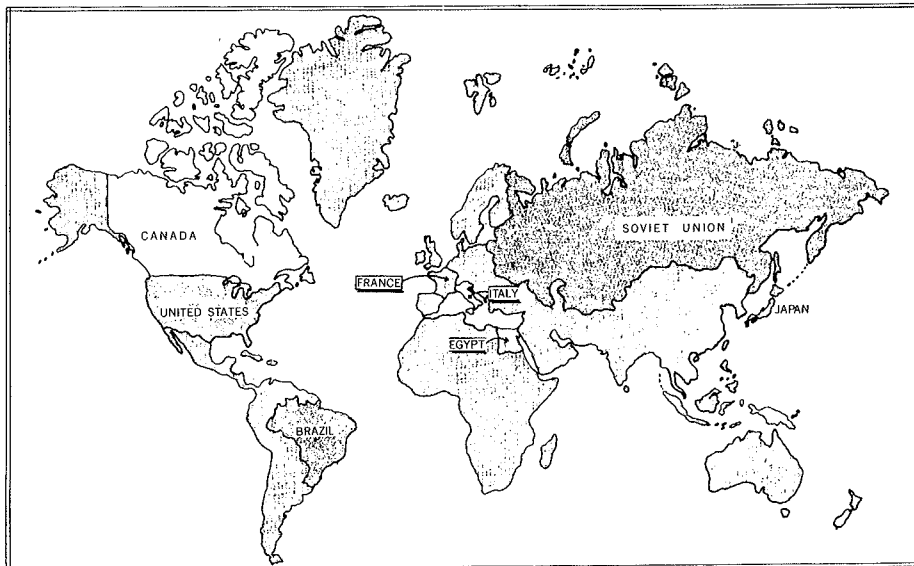 CANADA
SOVIET UNION
FRANCE
ITALY
UNITED STATES
JAPAN
EGYPT
BRAZIL